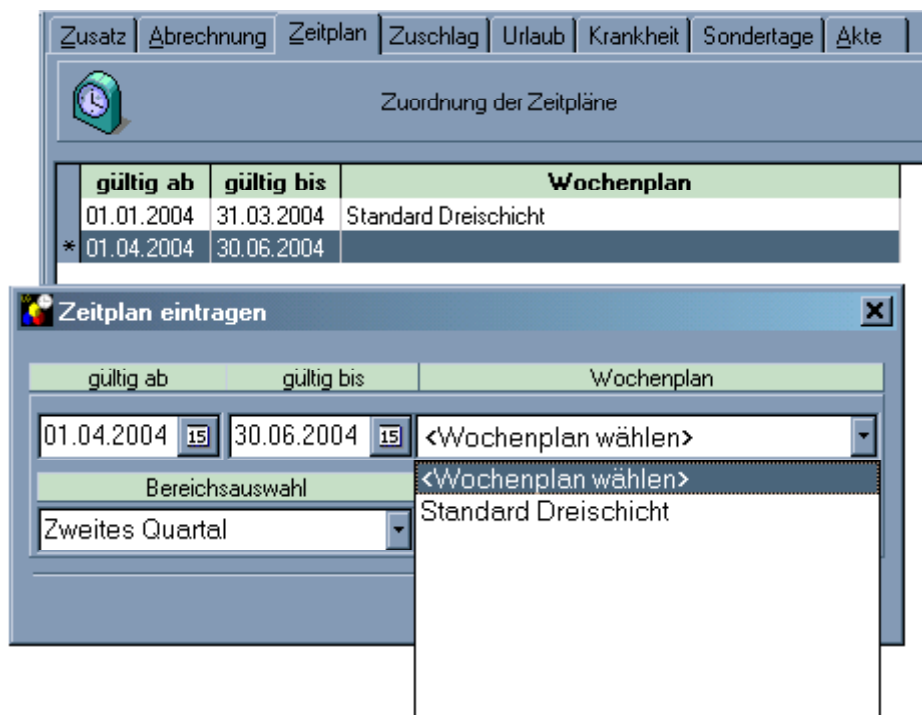 Zusatz Abrechnung Zeitplan Zuschlag Urlaub Krankheit Sondertage Akte
Zuordnung der Zeitpläne
gültig ab gültig bis Wochenplan
01.01.2004 31.03.2004 Standard Dreischicht
* 01.04.2004 30.06.2004
Zeitplan eintragen
gültig ab gültig bis Wochenplan
01.04.2004 15 30.06.2004 15 <Wochenplan wählen>
<Wochenplan wählen>
Bereichsauswahl
Standard Dreischicht
Zweites Quartal